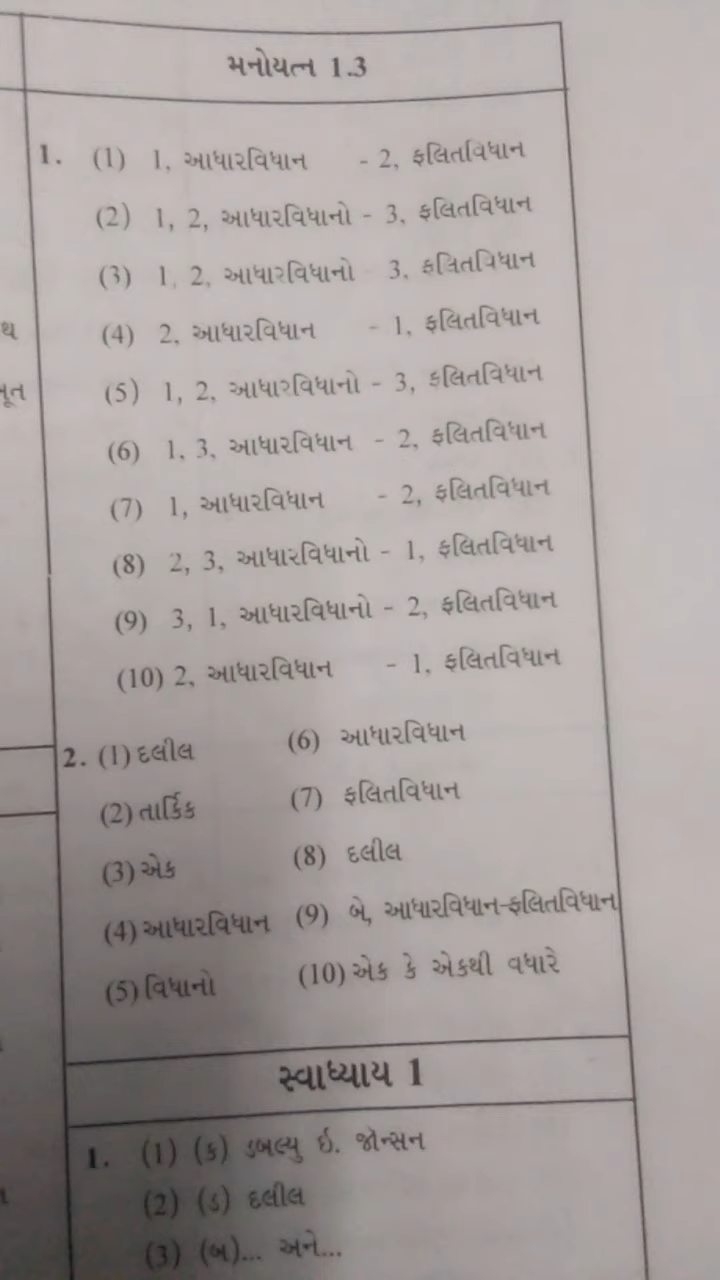 મનોયત્ન 1.3
1. (1) 1, આધારવિધાન - 2, ફલિતવિધાન
(2) 1, 2, આધારવિધાનો - 3, ફલિતવિધાન
(3) 1, 2, આધારવિધાનો 3, ફલિતવિધાન
(4) 2, આધારવિધાન - 1, ફલિતવિધાન
(5) 1, 2, આધારવિધાનો - 3, ફલિતવિધાન
(6) 1, 3, આધારવિધાન - 2, ફલિતવિધાન
(7) 1, આધારવિધાન - 2, ફલિતવિધાન
(8) 2, 3, આધારવિધાનો - 1, ફલિતવિધાન
(9) 3, 1, આધારવિધાનો - 2, ફલિતવિધાન
(10) 2, આધારવિધાન - 1, ફલિતવિધાન
2. (1) દલીલ (6) આધારવિધાન
(2) તાર્કિક (7) ફલિતવિધાન
(3) એક (8) દલીલ
(4) આધારવિધાન (9) બે, આધારવિધાન-ફલિતવિધાન
(5) વિધાનો (10) એક કે એકથી વધારે
સ્વાધ્યાય 1
1. (1) (ક) ડબલ્યુ ઈ. જૉન્સન
(2) (ડ) દલીલ
(3) (બ)... અને...